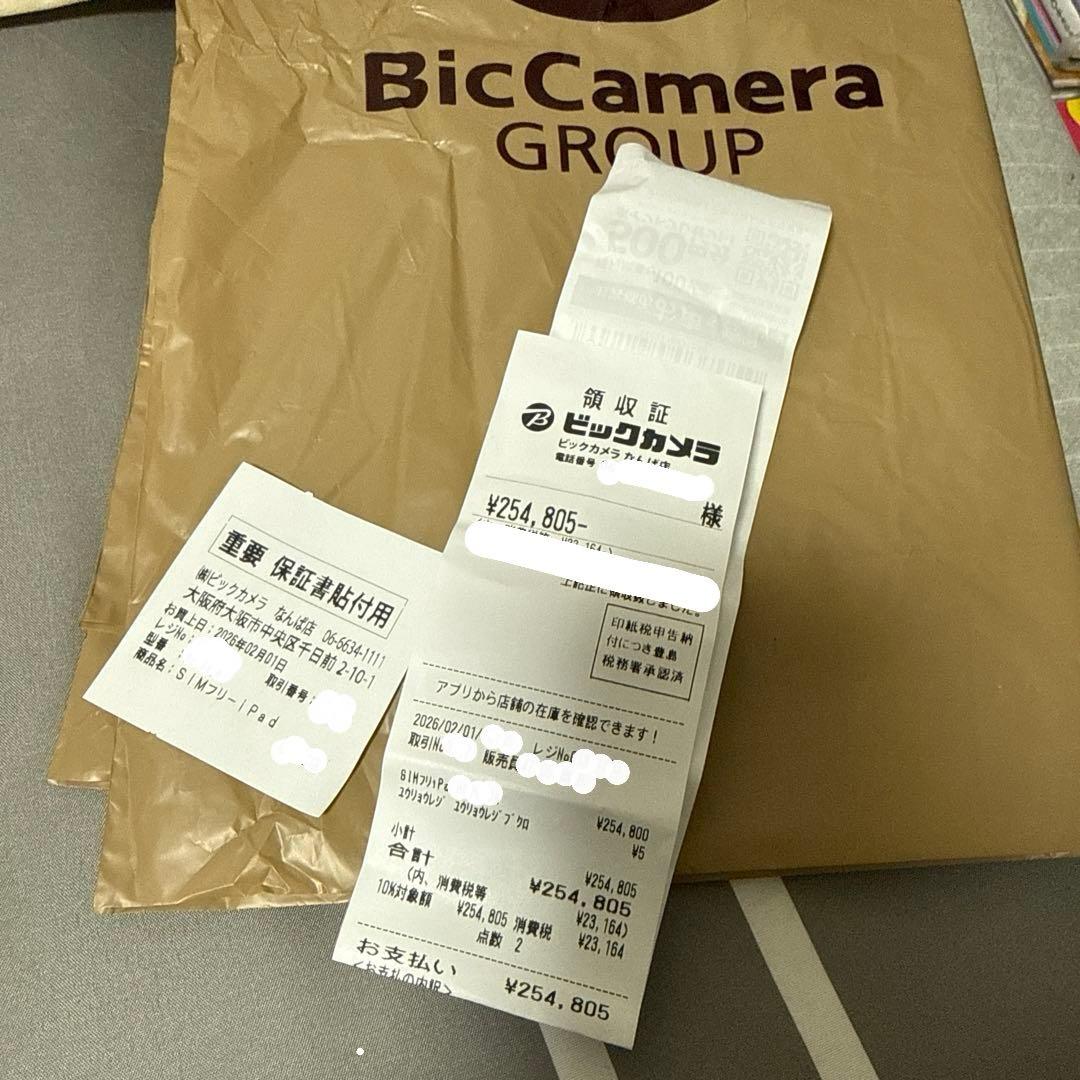 BicCamera
GROUP
領収証
ビックカメラ
ビックカメラ なんば店
電話番号
¥254,805-
様
上記正に領収致しました。
印紙税申告納
付につき豊島
税務署承認済
アプリから店舗の在庫を確認できます!
2026/02/01 レジNo
取引No 販売員
SIMフリーiPa
¥254,800
ユウリョウレジ ユウリョウレジブクロ
¥5
小計 ¥254,805
合計 ¥254,805
(内、消費税等 ¥23,164)
10%対象額 ¥254,805 消費税 ¥23,164
点数 2
お支払い ¥254,805
<お支払の内訳>
重要 保証書貼付用
㈱ビックカメラ なんば店 06-6634-1111
大阪府大阪市中央区千日前2-10-1
お買上日:2026年02月01日
レジNo: 取引番号:
型番
商品名:SIMフリーiPad